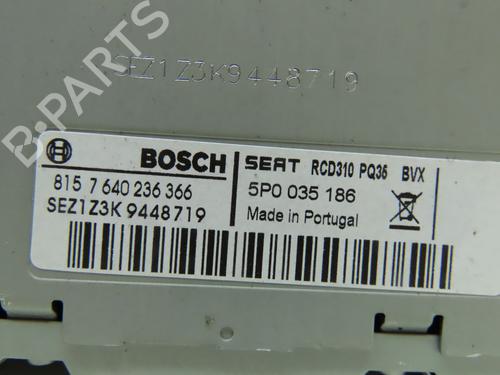 SEZ1Z3K9448719
B-PARTS
BOSCH
815 7 640 236 366
SEZ1Z3K 9448719
SEAT RCD310 PQ35 BVX
5P0 035 186
Made in Portugal